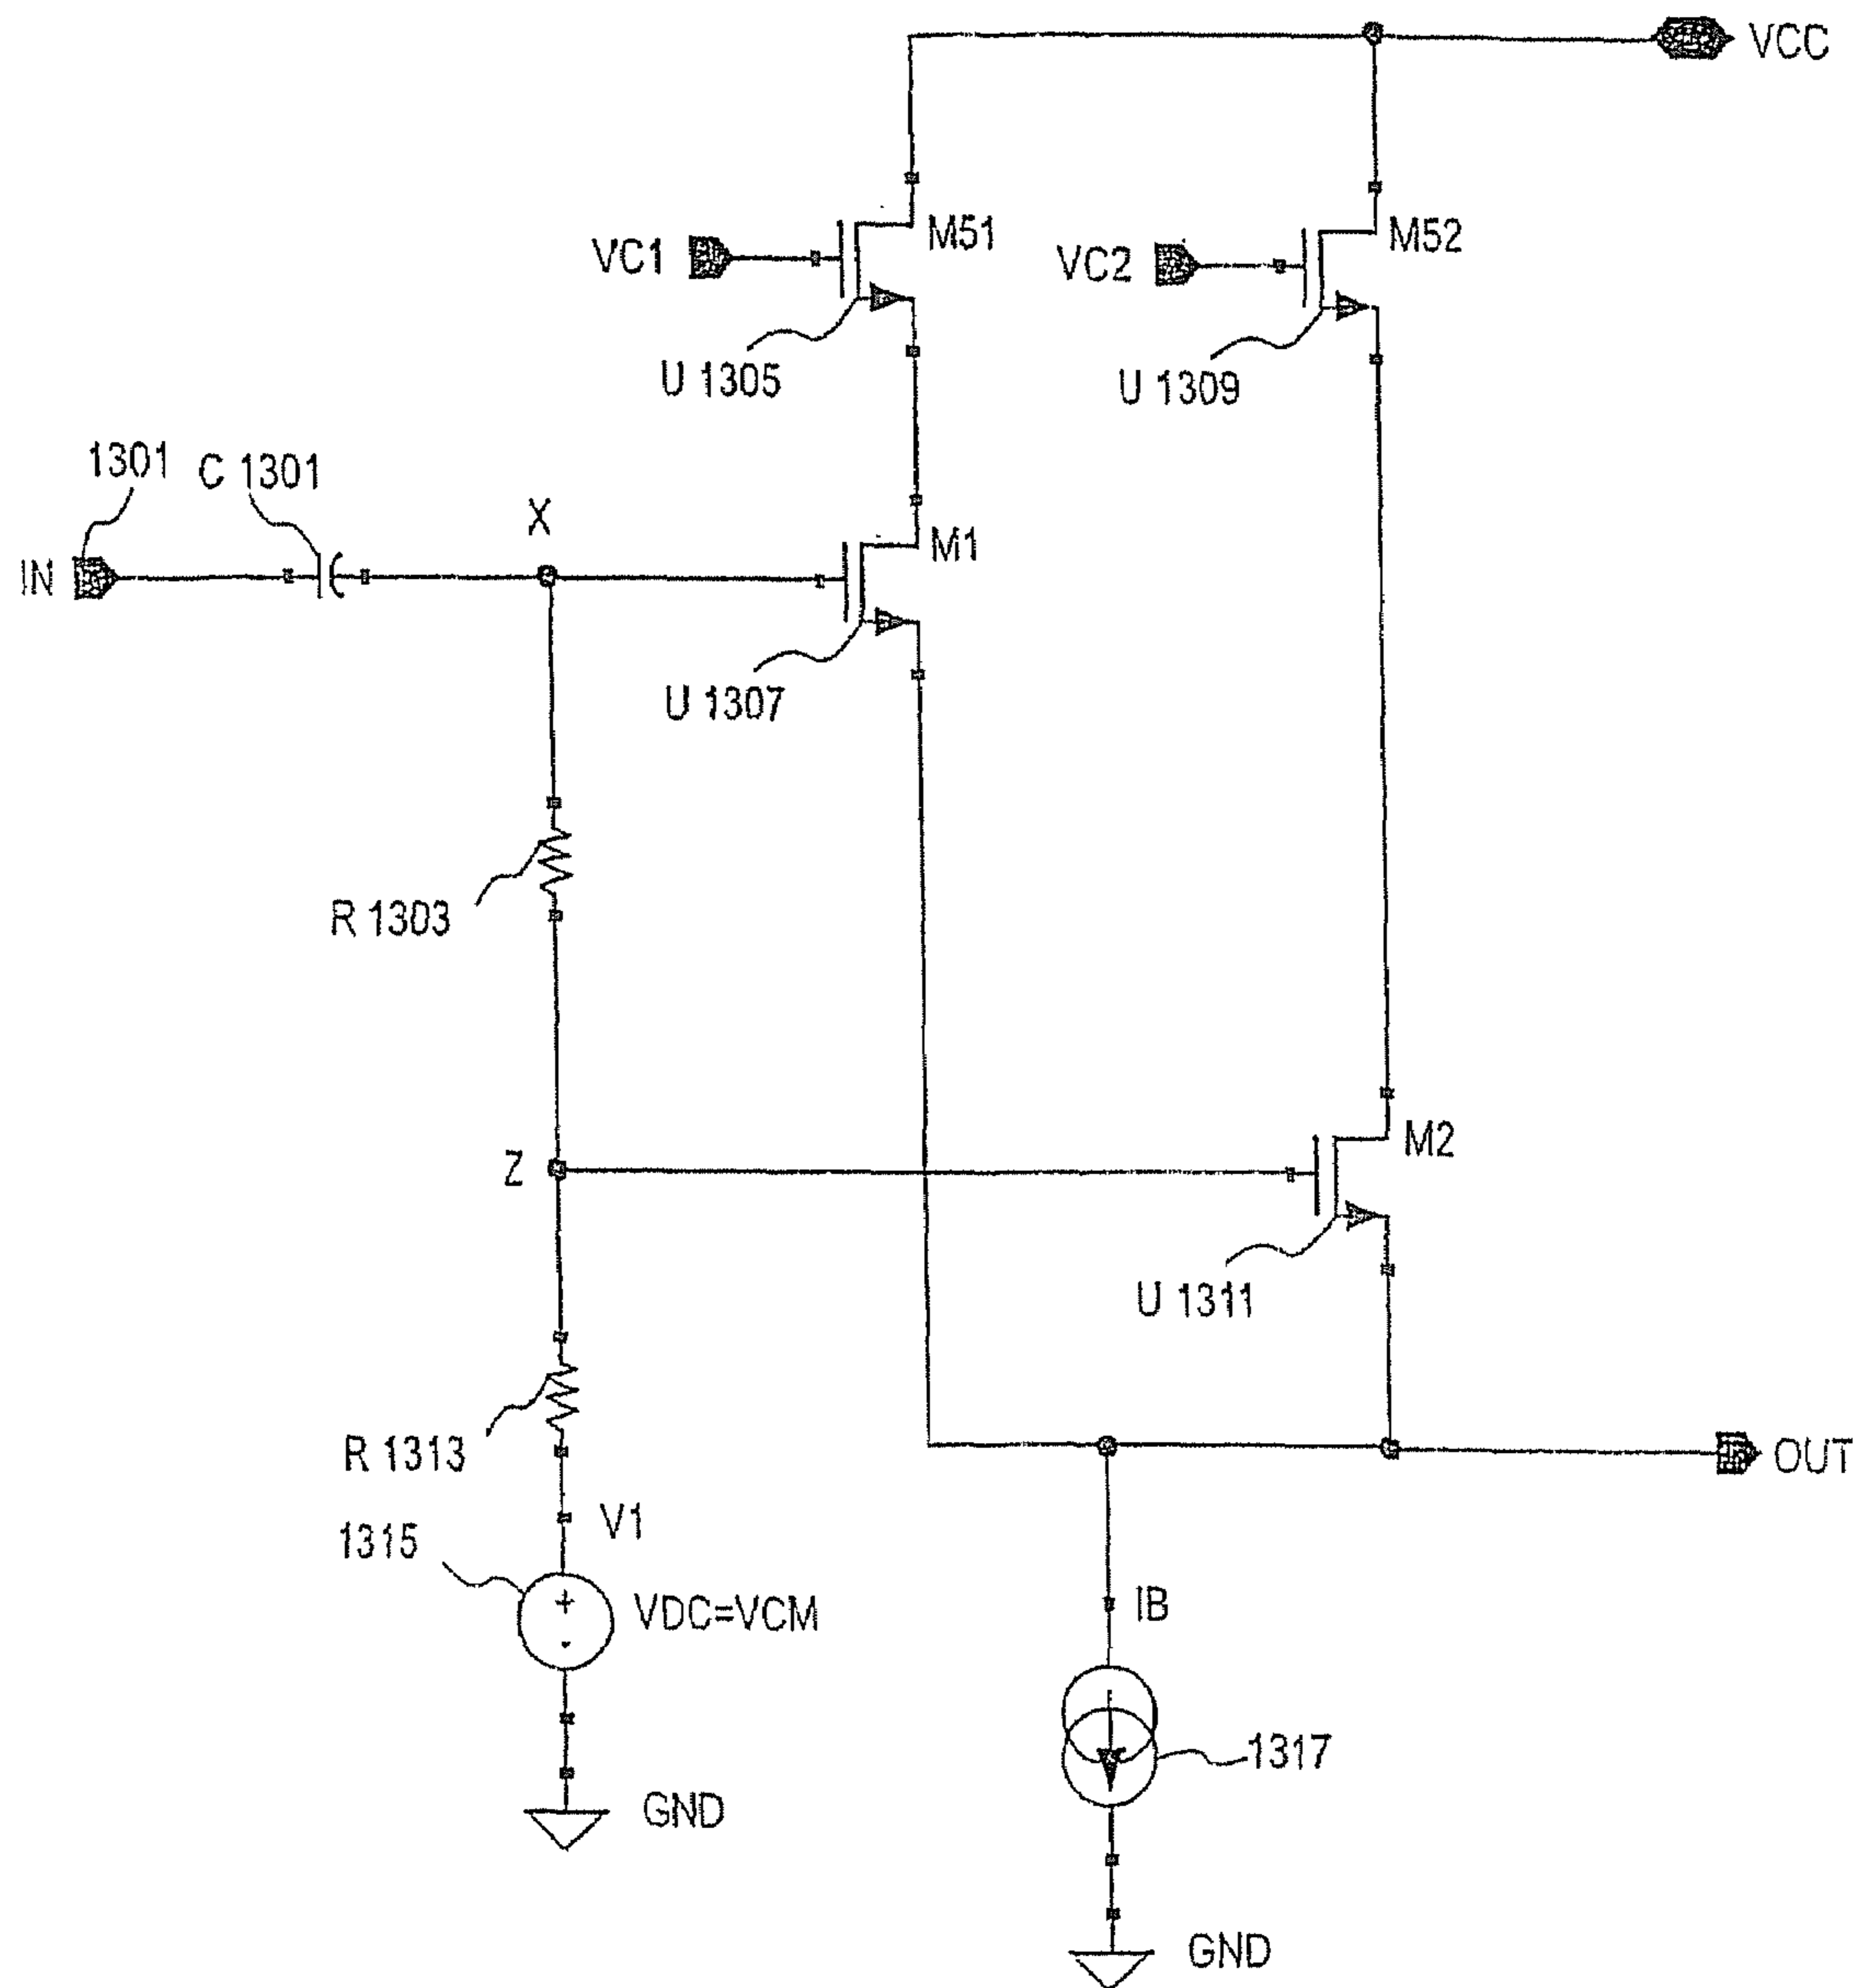 VCC
M51
M52
VC1
VC2
U 1305
U 1309
1301
C 1301
X
M1
IN
U 1307
R 1303
Z
M2
U 1311
R 1313
OUT
V1
1315
VDC=VCM
IB
1317
GND
GND